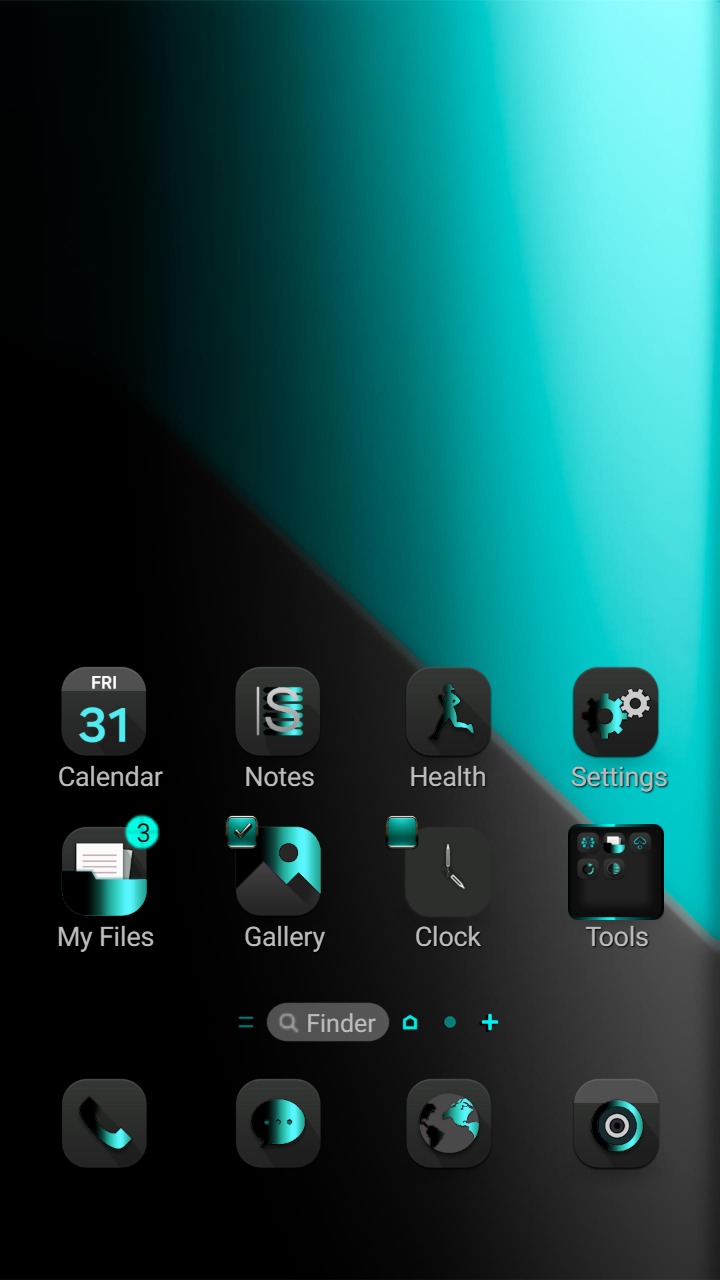 FRI
31
Calendar
S
Notes
Health
Settings
3
My Files
Gallery
Clock
Tools
Finder